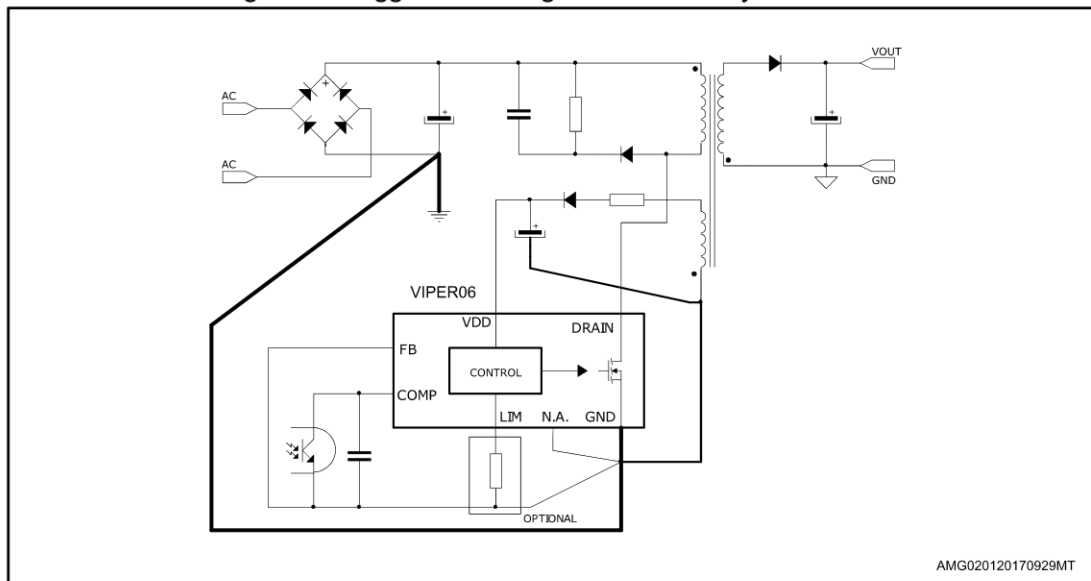 VOUT
AC
+
+
+
AC
GND
+
VIPER06
VDD
DRAIN
FB
CONTROL
COMP
LIM N.A. GND
OPTIONAL
AMG020120170929MT